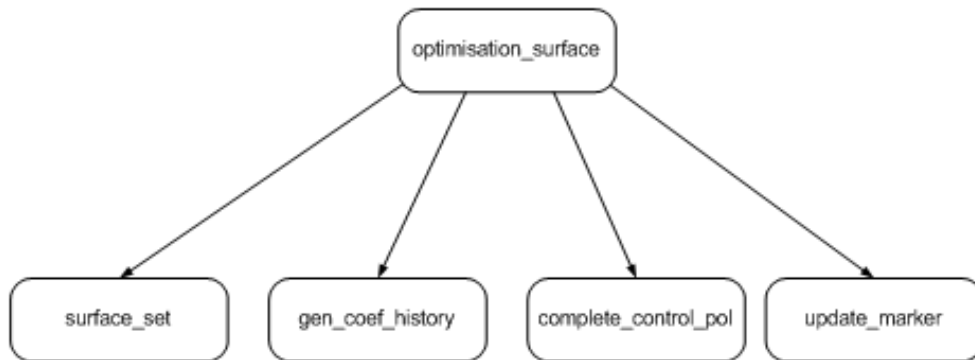 optimisation_surface
surface_set
gen_coef_history
complete_control_pol
update_marker